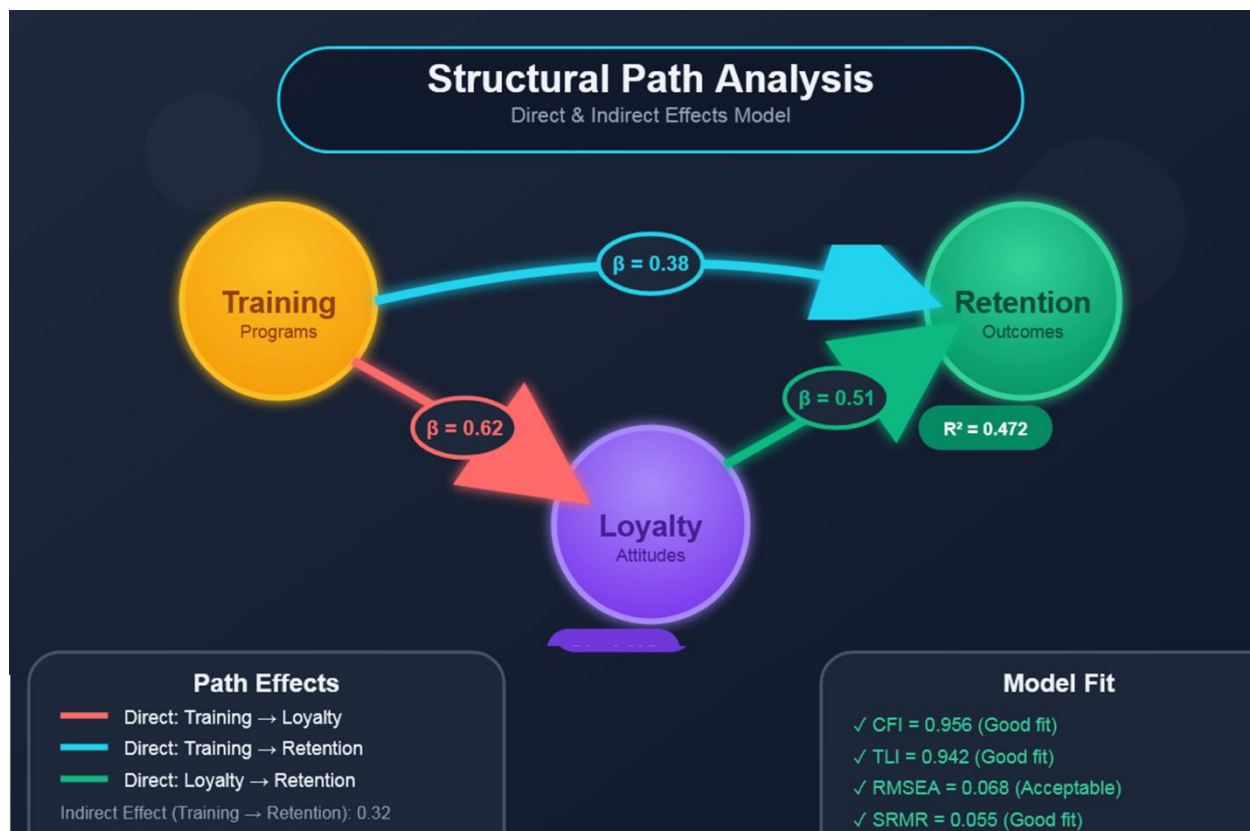 Structural Path Analysis
Direct & Indirect Effects Model
β = 0.38
Training
Programs
Retention
Outcomes
β = 0.62
β = 0.51
R² = 0.472
Loyalty
Attitudes
Path Effects
Direct: Training → Loyalty
Direct: Training → Retention
Direct: Loyalty → Retention
Indirect Effect (Training → Retention): 0.32
Model Fit
✓ CFI = 0.956 (Good fit)
✓ TLI = 0.942 (Good fit)
✓ RMSEA = 0.068 (Acceptable)
✓ SRMR = 0.055 (Good fit)